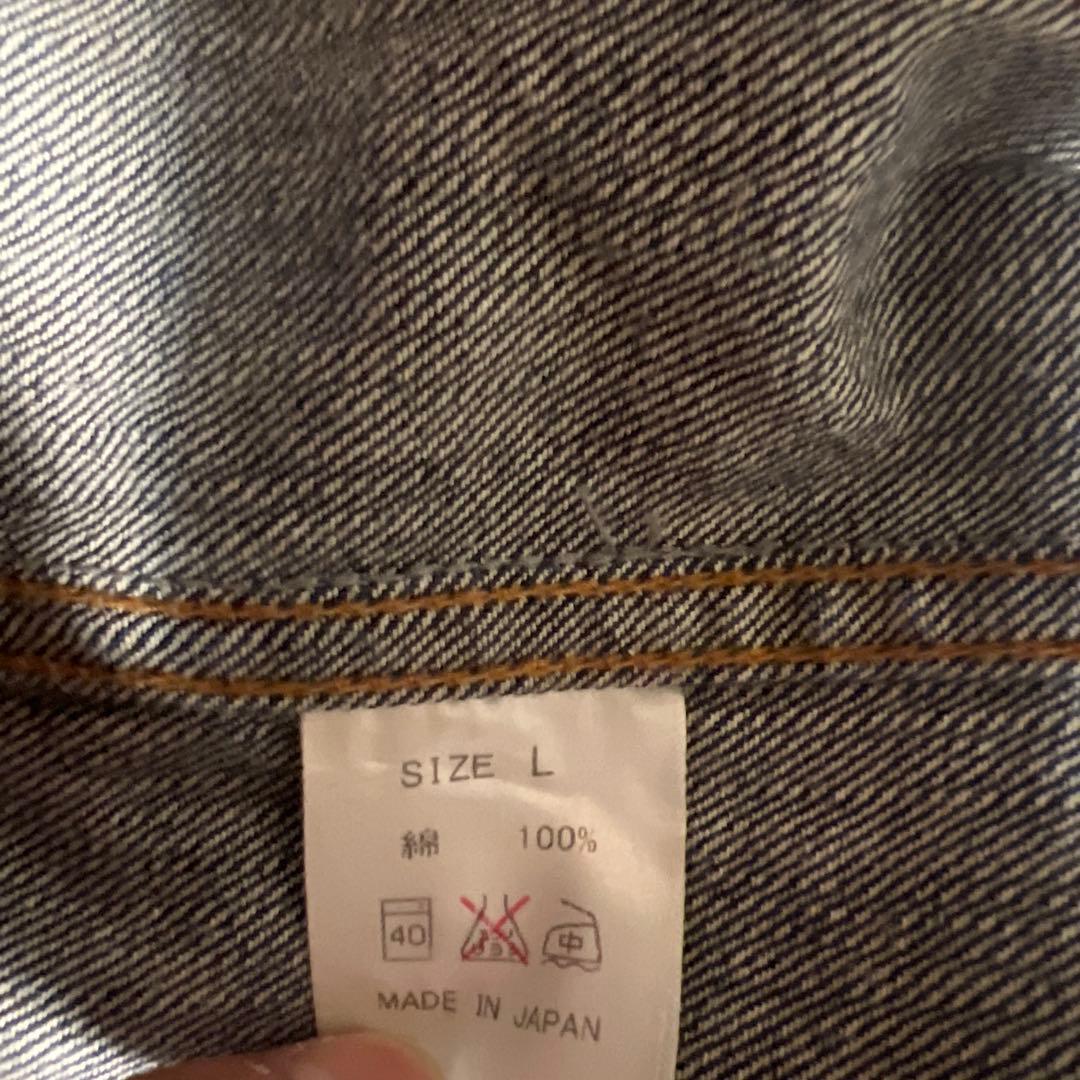 SIZE L
綿 100%
40 中
MADE IN JAPAN